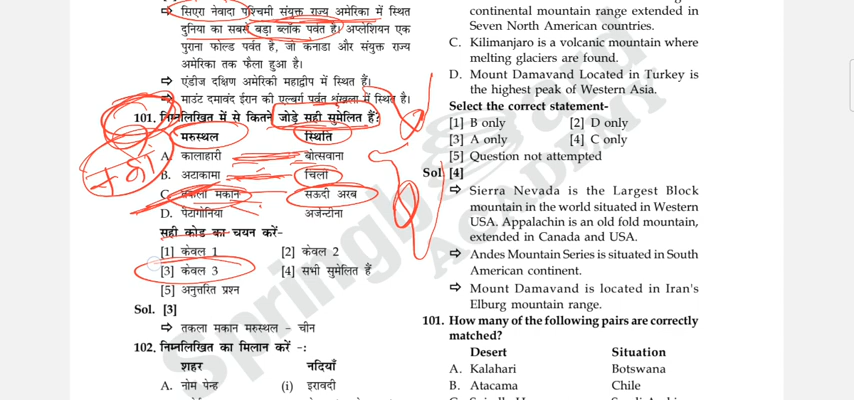 ⇨ सिएरा नेवादा पश्चिमी संयुक्त राज्य अमेरिका में स्थित
दुनिया का सबसे बड़ा ब्लॉक पर्वत है। अप्लेशियन एक
पुराना फोल्ड पर्वत है, जो कनाडा और संयुक्त राज्य
अमेरिका तक फैला हुआ है।
⇨ एंडीज दक्षिण अमेरिकी महाद्वीप में स्थित हैं।
⇨ माउंट दमावंद ईरान की एल्बर्ग पर्वत श्रृंखला में स्थित है।
101. निम्नलिखित में से कितने जोड़े सही सुमेलित हैं?
मरुस्थल स्थिति
A. कालाहारी बोत्सवाना
B. अटाकामा चिली
C. तकला मकान सऊदी अरब
D. पेटागोनिया अर्जेन्टीना
सही कोड का चयन करें-
[1] केवल 1 [2] केवल 2
[3] केवल 3 [4] सभी सुमेलित हैं
[5] अनुत्तरित प्रश्न
Sol. [3]
⇨ तकला मकान मरुस्थल – चीन
102. निम्नलिखित का मिलान करें -:
शहर नदियाँ
A. नोम पेन्ह (i) इरावदी
continental mountain range extended in
Seven North American countries.
C. Kilimanjaro is a volcanic mountain where
melting glaciers are found.
D. Mount Damavand Located in Turkey is
the highest peak of Western Asia.
Select the correct statement-
[1] B only [2] D only
[3] A only [4] C only
[5] Question not attempted
Sol. [4]
⇨ Sierra Nevada is the Largest Block
mountain in the world situated in Western
USA. Appalachin is an old fold mountain,
extended in Canada and USA.
⇨ Andes Mountain Series is situated in South
American continent.
⇨ Mount Damavand is located in Iran's
Elburg mountain range.
101. How many of the following pairs are correctly
matched?
Desert Situation
A. Kalahari Botswana
B. Atacama Chile